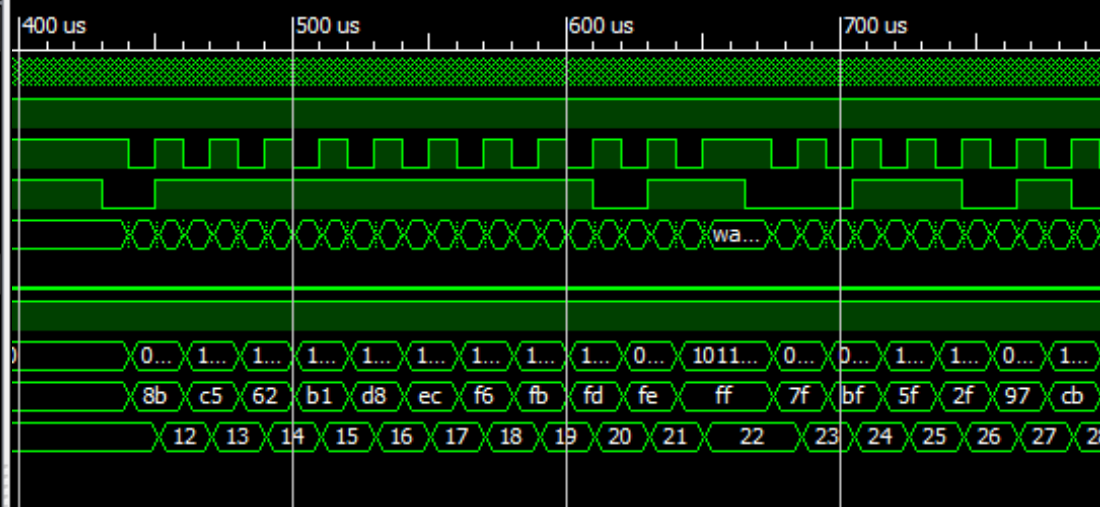 400 us 500 us 600 us 700 us
wa...
0... 1... 1... 1... 1... 1... 1... 1... 1... 0... 1011... 0... 0... 1... 1... 0... 1...
8b c5 62 b1 d8 ec f6 fb fd fe ff 7f bf 5f 2f 97 cb
12 13 14 15 16 17 18 19 20 21 22 23 24 25 26 27